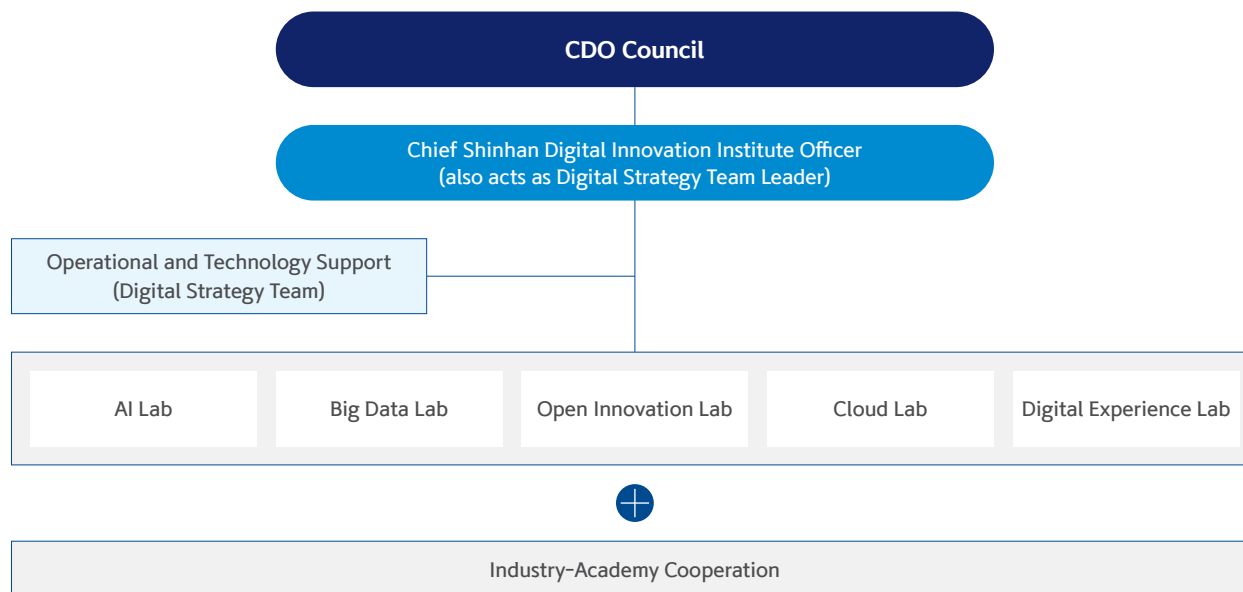 CDO Council
Chief Shinhan Digital Innovation Institute Officer
(also acts as Digital Strategy Team Leader)
Operational and Technology Support
(Digital Strategy Team)
AI Lab
Big Data Lab
Open Innovation Lab
Cloud Lab
Digital Experience Lab
Industry-Academy Cooperation